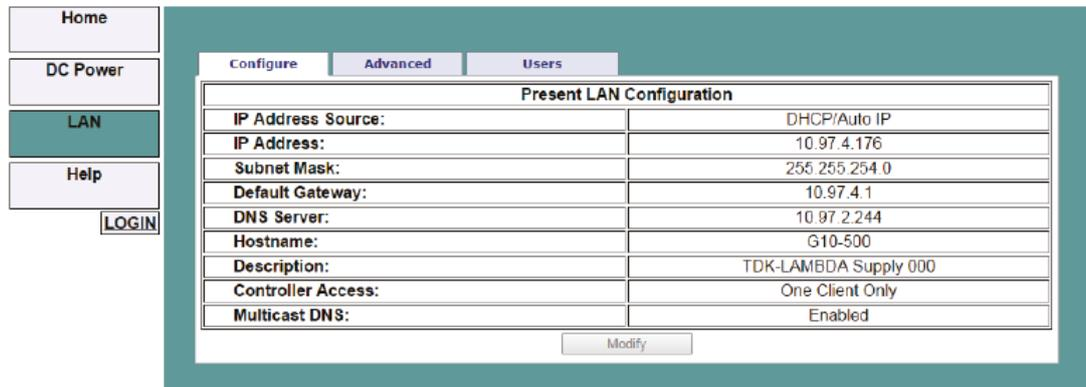 Home
DC Power
LAN
Help
LOGIN
Configure Advanced Users
Present LAN Configuration
IP Address Source: DHCP/Auto IP
IP Address: 10.97.4.176
Subnet Mask: 255.255.254.0
Default Gateway: 10.97.4.1
DNS Server: 10.97.2.244
Hostname: G10-500
Description: TDK-LAMBDA Supply 000
Controller Access: One Client Only
Multicast DNS: Enabled
Modify